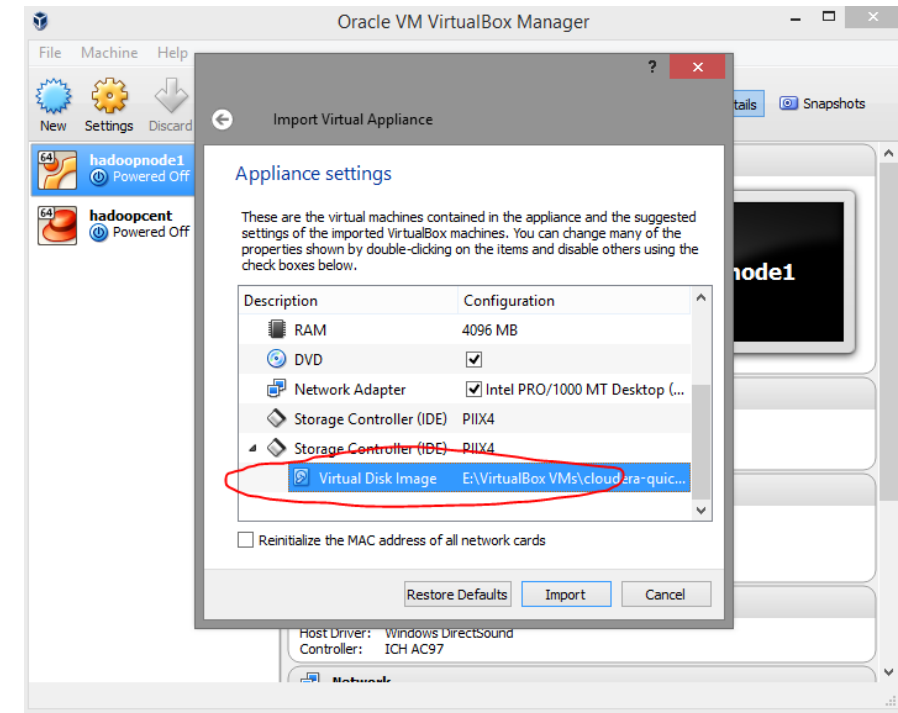 Oracle VM VirtualBox Manager
File Machine Help
New Settings Discard
tails Snapshots
64 hadoopnode1
Powered Off
64 hadoopcent
Powered Off
node1
?
Import Virtual Appliance
Appliance settings
These are the virtual machines contained in the appliance and the suggested
settings of the imported VirtualBox machines. You can change many of the
properties shown by double-clicking on the items and disable others using the
check boxes below.
Description Configuration
RAM 4096 MB
DVD
Network Adapter Intel PRO/1000 MT Desktop (...
Storage Controller (IDE) PIIX4
Storage Controller (IDE) PIIX4
Virtual Disk Image E:\VirtualBox VMs\cloudera-quic...
Reinitialize the MAC address of all network cards
Restore Defaults Import Cancel
Host Driver: Windows DirectSound
Controller: ICH AC97
Network